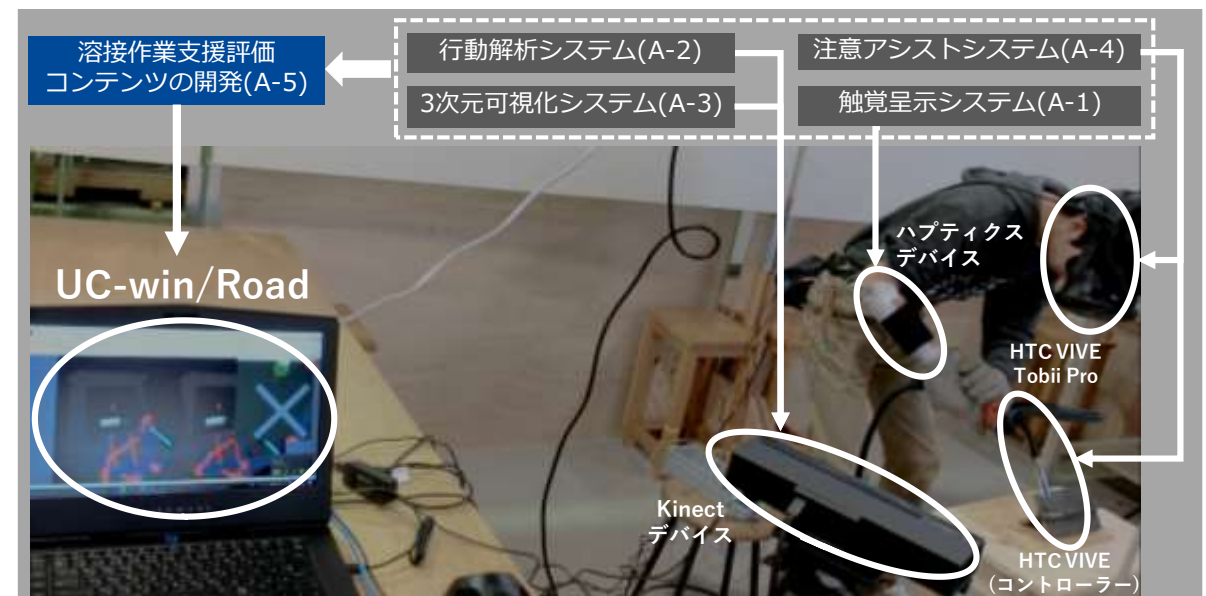 溶接作業支援評価
コンテンツの開発(A-5)
行動解析システム(A-2)
注意アシストシステム(A-4)
3次元可視化システム(A-3)
触覚呈示システム(A-1)
UC-win/Road
ハプティクス
デバイス
HTC VIVE
Tobii Pro
Kinect
デバイス
HTC VIVE
(コントローラー)